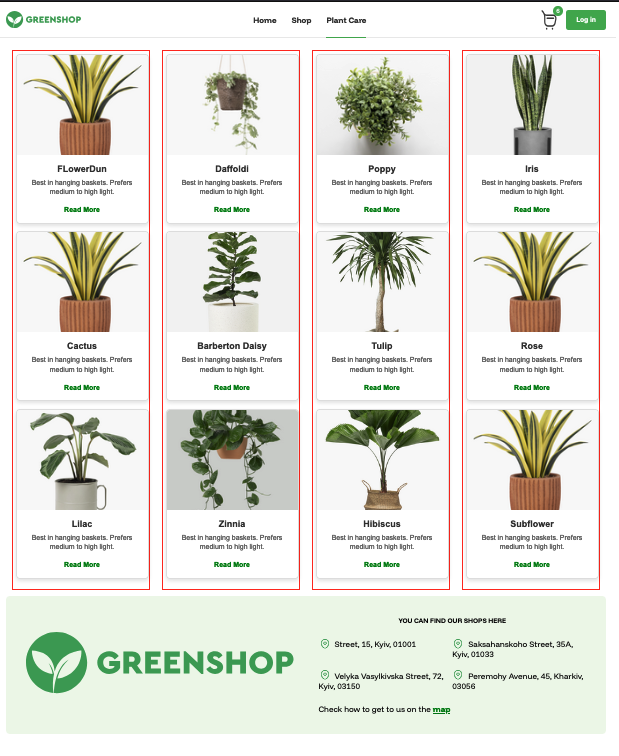 GREENSHOP
Home Shop Plant Care
6
Log in
FLowerDun
Best in hanging baskets. Prefers
medium to high light.
Read More
Daffoldi
Best in hanging baskets. Prefers
medium to high light.
Read More
Poppy
Best in hanging baskets. Prefers
medium to high light.
Read More
Iris
Best in hanging baskets. Prefers
medium to high light.
Read More
Cactus
Best in hanging baskets. Prefers
medium to high light.
Read More
Barberton Daisy
Best in hanging baskets. Prefers
medium to high light.
Read More
Tulip
Best in hanging baskets. Prefers
medium to high light.
Read More
Rose
Best in hanging baskets. Prefers
medium to high light.
Read More
Lilac
Best in hanging baskets. Prefers
medium to high light.
Read More
Zinnia
Best in hanging baskets. Prefers
medium to high light.
Read More
Hibiscus
Best in hanging baskets. Prefers
medium to high light.
Read More
Subflower
Best in hanging baskets. Prefers
medium to high light.
Read More
GREENSHOP
YOU CAN FIND OUR SHOPS HERE
Street, 15, Kyiv, 01001
Saksahanskoho Street, 35A,
Kyiv, 01033
Velyka Vasylkivska Street, 72,
Kyiv, 03150
Peremohy Avenue, 45, Kharkiv,
03056
Check how to get to us on the map